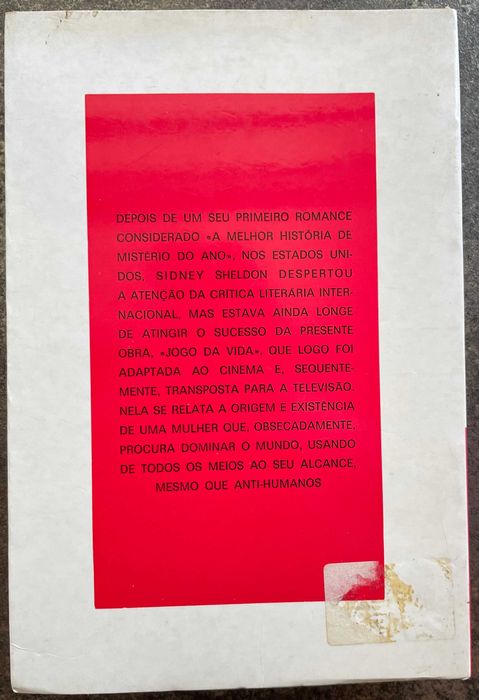 DEPOIS DE UM SEU PRIMEIRO ROMANCE
CONSIDERADO «A MELHOR HISTÓRIA DE
MISTÉRIO DO ANO», NOS ESTADOS UNI-
DOS, SIDNEY SHELDON DESPERTOU
A ATENÇÃO DA CRITICA LITERÁRIA INTER-
NACIONAL, MAS ESTAVA AINDA LONGE
DE ATINGIR O SUCESSO DA PRESENTE
OBRA, «JOGO DA VIDA», QUE LOGO FOI
ADAPTADA AO CINEMA E, SEQUENTE-
MENTE, TRANSPOSTA PARA A TELEVISÃO.
NELA SE RELATA A ORIGEM E EXISTÊNCIA
DE UMA MULHER QUE, OBSECADAMENTE,
PROCURA DOMINAR O MUNDO, USANDO
DE TODOS OS MEIOS AO SEU ALCANCE,
MESMO QUE ANTI-HUMANOS